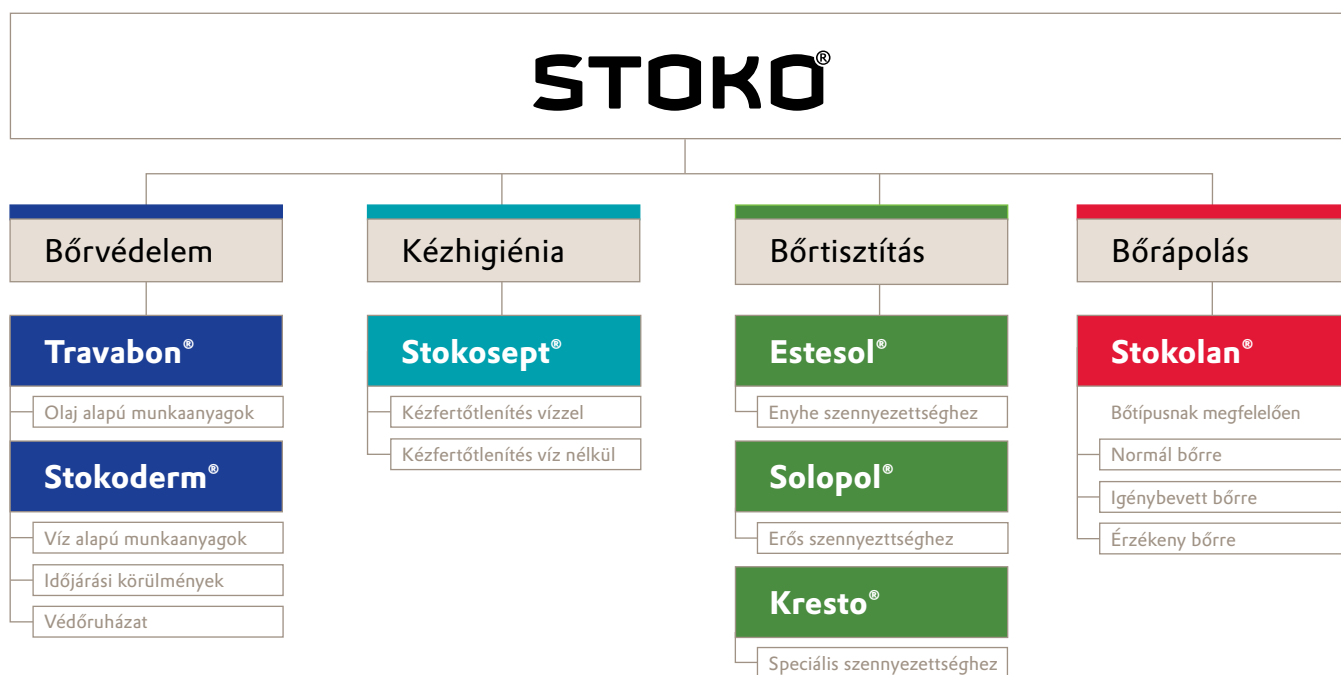 STOKO®
Bőrvédelem
Travabon®
Olaj alapú munkaanyagok
Stokoderm®
Víz alapú munkaanyagok
Időjárási körülmények
Védőruházat
Kézhigiénia
Stokosept®
Kézfertőtlenítés vízzel
Kézfertőtlenítés víz nélkül
Bőrtisztítás
Estesol®
Enyhe szennyezettséghez
Solopol®
Erős szennyezttséghez
Kresto®
Speciális szennyezettséghez
Bőrápolás
Stokolan®
Bőtípusnak megfelelően
Normál bőrre
Igénybevett bőrre
Érzékeny bőrre